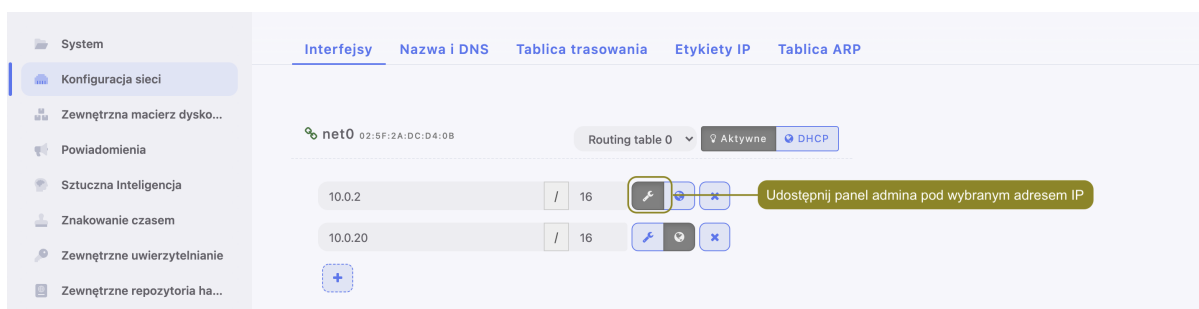 System
Konfiguracja sieci
Zewnętrzna macierz dysko...
Powiadomienia
Sztuczna Inteligencja
Znakowanie czasem
Zewnętrzne uwierzytelnianie
Zewnętrzne repozytoria ha...
Interfejsy Nazwa i DNS Tablica trasowania Etykiety IP Tablica ARP
net0 02:5F:2A:DC:D4:0B Routing table 0 Aktywne DHCP
10.0.2 / 16 Udostępnij panel admina pod wybranym adresem IP
10.0.20 / 16
+